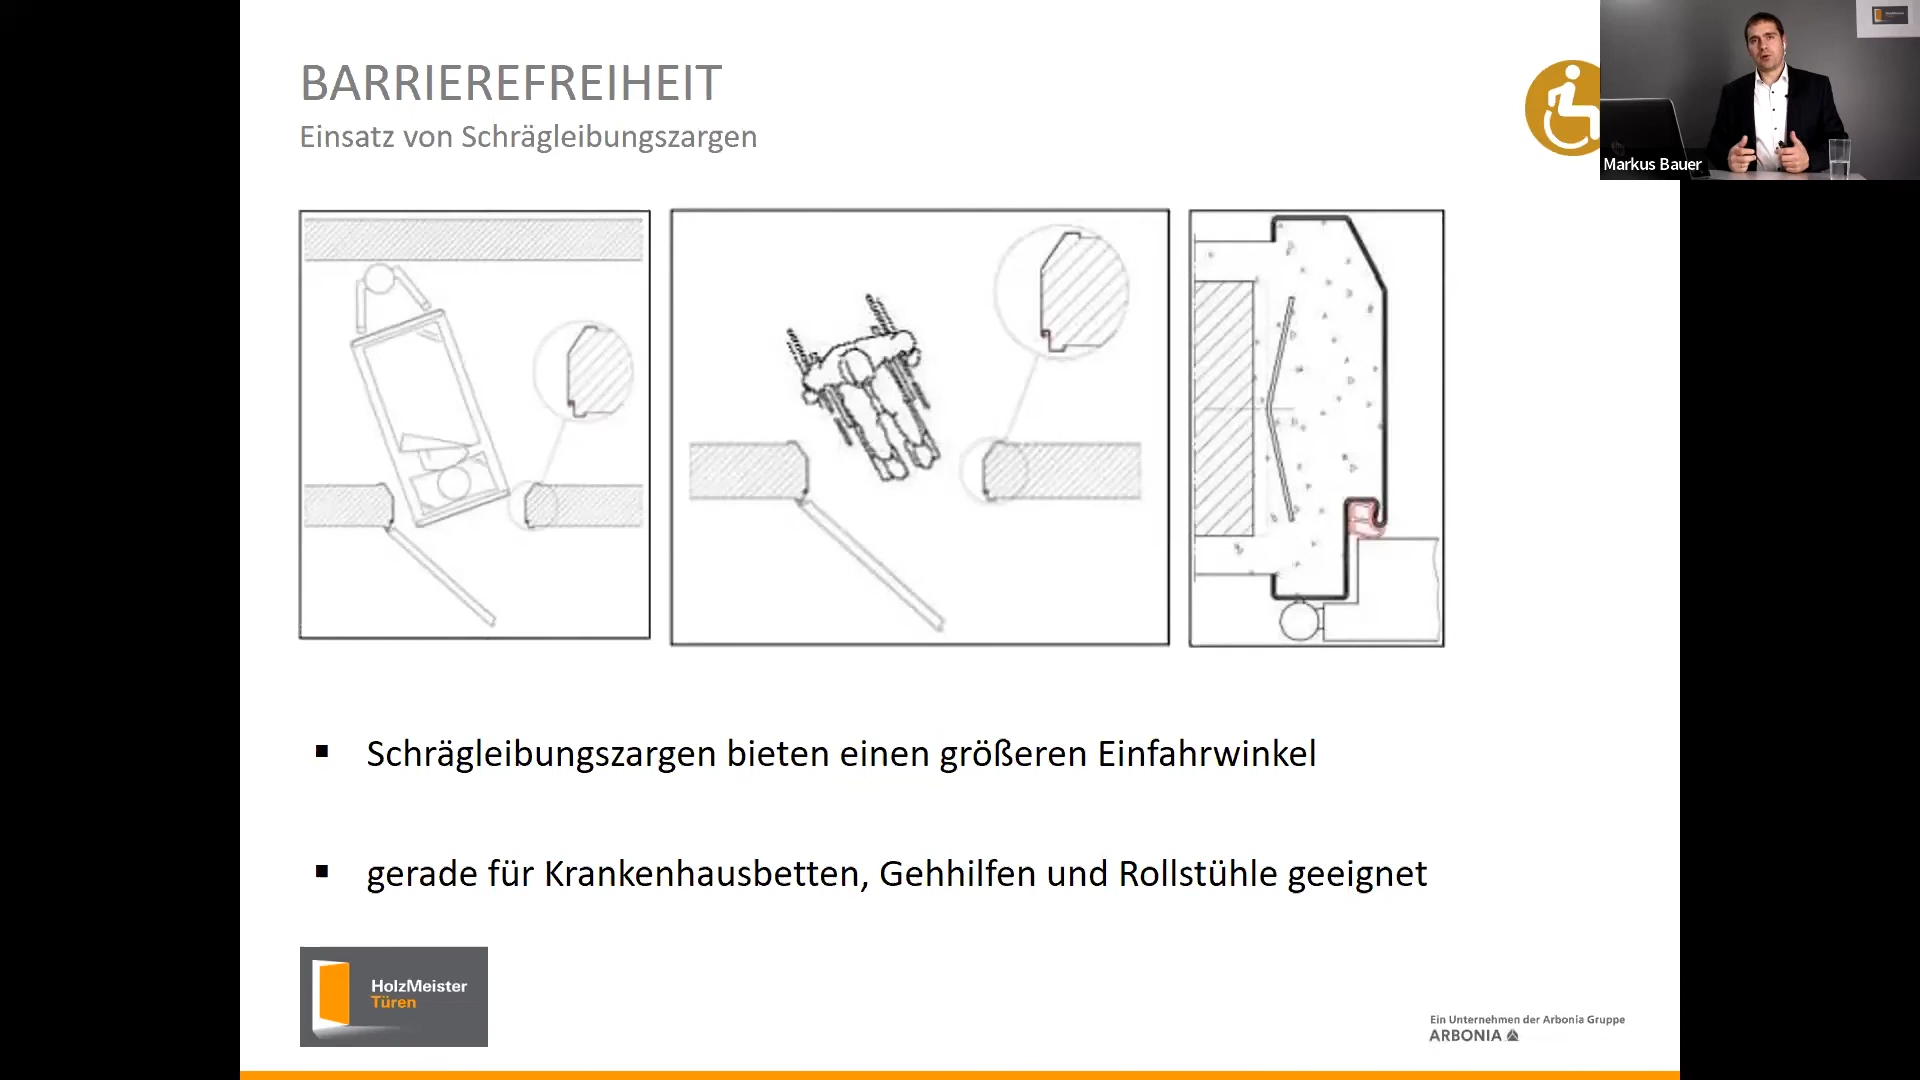 BARRIEREFREIHEIT
Einsatz von Schrägleibungszargen
Markus Bauer
▪ Schrägleibungszargen bieten einen größeren Einfahrwinkel
▪ gerade für Krankenhausbetten, Gehhilfen und Rollstühle geeignet
HolzMeister
Türen
Ein Unternehmen der Arbonia Gruppe
ARBONIA